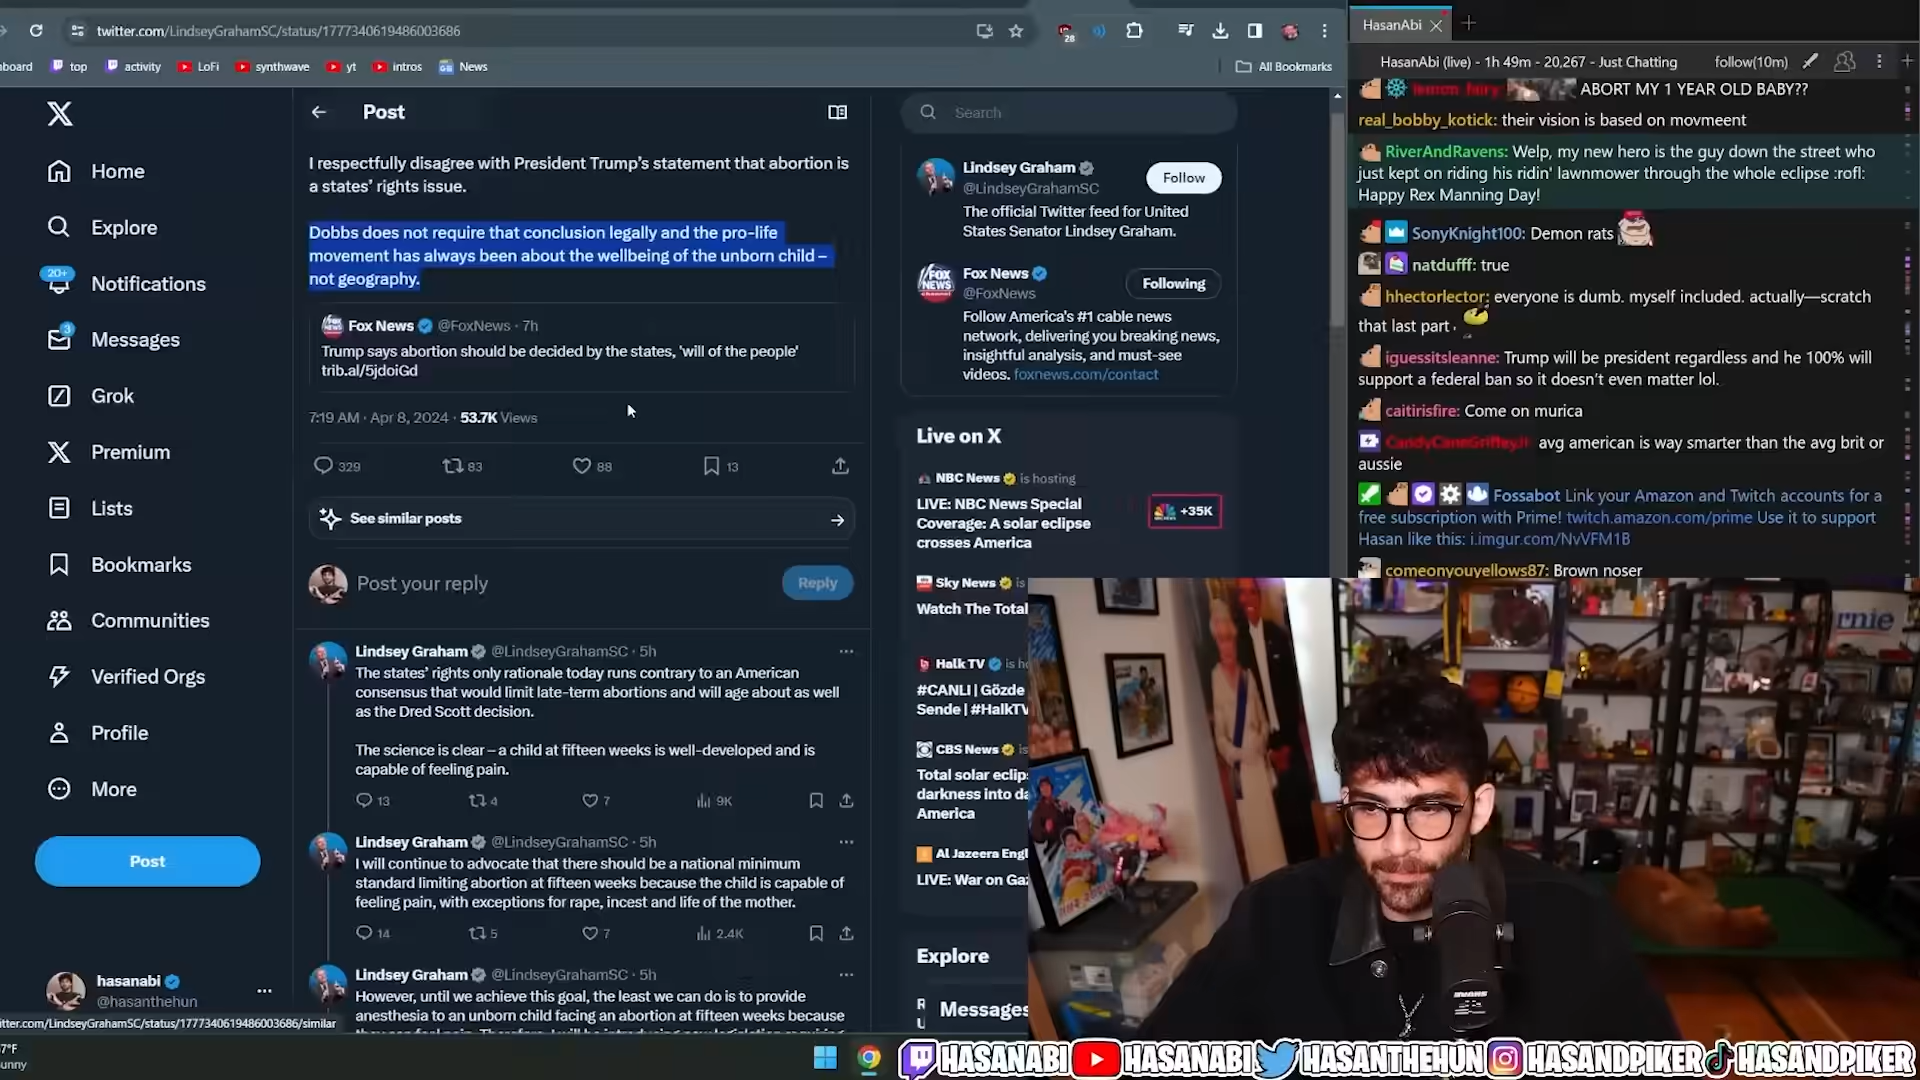 twitter.com/LindseyGrahamSC/status/1777340619486003686
28
board
top
activity
LoFi
synthwave
yt
intros
News
All Bookmarks
Home
Explore
20+
Notifications
3
Messages
Grok
Premium
Lists
Bookmarks
Communities
Verified Orgs
Profile
More
Post
hasanabi
@hasanthehun
itter.com/LindseyGrahamSC/status/1777340619486003686/similar
Post
I respectfully disagree with President Trump's statement that abortion is
a states' rights issue.
Dobbs does not require that conclusion legally and the pro-life
movement has always been about the wellbeing of the unborn child –
not geography.
Fox News @FoxNews · 7h
Trump says abortion should be decided by the states, 'will of the people'
trib.al/5jdoiGd
7:19 AM · Apr 8, 2024 · 53.7K Views
329 83 88 13
See similar posts
Post your reply
Reply
Lindsey Graham @LindseyGrahamSC · 5h
The states' rights only rationale today runs contrary to an American
consensus that would limit late-term abortions and will age about as well
as the Dred Scott decision.
The science is clear – a child at fifteen weeks is well-developed and is
capable of feeling pain.
13 4 7 9K
Lindsey Graham @LindseyGrahamSC · 5h
I will continue to advocate that there should be a national minimum
standard limiting abortion at fifteen weeks because the child is capable of
feeling pain, with exceptions for rape, incest and life of the mother.
14 5 7 2.4K
Lindsey Graham @LindseyGrahamSC · 5h
However, until we achieve this goal, the least we can do is to provide
anesthesia to an unborn child facing an abortion at fifteen weeks because
Search
Lindsey Graham
@LindseyGrahamSC
Follow
The official Twitter feed for United
States Senator Lindsey Graham.
Fox News
@FoxNews
Following
Follow America's #1 cable news
network, delivering you breaking news,
insightful analysis, and must-see
videos. foxnews.com/contact
Live on X
NBC News is hosting
LIVE: NBC News Special
Coverage: A solar eclipse
crosses America
+35K
Sky News is
Watch The Total
Halk TV is ho
#CANLI | Gözde
Sende | #HalkTV
CBS News is
Total solar eclips
darkness into da
America
Al Jazeera Engl
LIVE: War on Gaz
Explore
Messages
HasanAbi
HasanAbi (live) - 1h 49m - 20,267 - Just Chatting
follow(10m)
lemon_fairy ABORT MY 1 YEAR OLD BABY??
real_bobby_kotick: their vision is based on movmeent
RiverAndRavens: Welp, my new hero is the guy down the street who
just kept on riding his ridin' lawnmower through the whole eclipse :rofl:
Happy Rex Manning Day!
SonyKnight100: Demon rats
natdufff: true
hhectorlector: everyone is dumb. myself included. actually—scratch
that last part .
iguessitsleanne: Trump will be president regardless and he 100% will
support a federal ban so it doesn't even matter lol.
caitirisfire: Come on murica
avg american is way smarter than the avg brit or
aussie
Fossabot Link your Amazon and Twitch accounts for a
free subscription with Prime! twitch.amazon.com/prime Use it to support
Hasan like this: i.imgur.com/NvVFM1B
comeonyouyellows87: Brown noser
rnie
7°F
unny
HASANABI HASANABI HASANTHEHUN HASANDPIKER HASANDPIKER